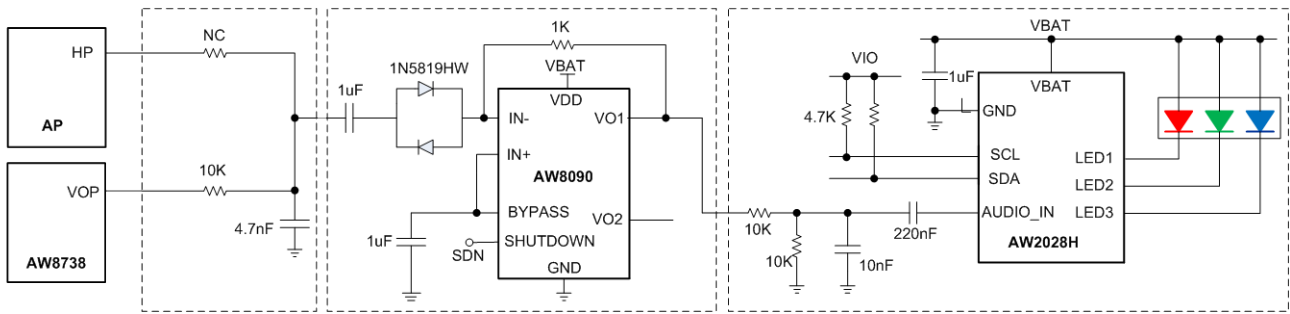 HP
AP
VOP
AW8738
NC
10K
4.7nF
1uF
1N5819HW
1K
VBAT
VDD
IN-
VO1
IN+
AW8090
BYPASS
VO2
SHUTDOWN
SDN
GND
1uF
VBAT
VIO
1uF
4.7K
VBAT
GND
SCL
SDA
AUDIO_IN
LED1
LED2
LED3
AW2028H
10K
10K
10nF
220nF